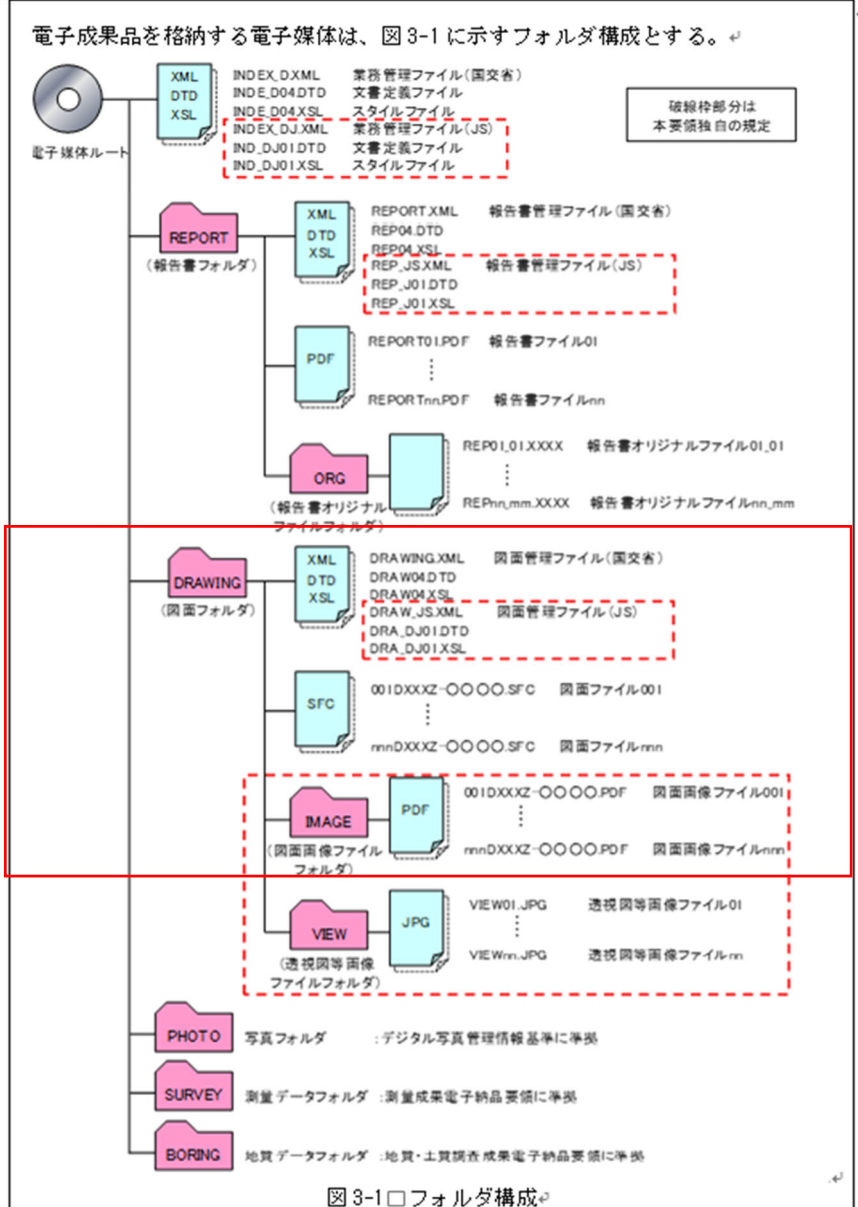 電子成果品を格納する電子媒体は、図3-1に示すフォルダ構成とする。
XML
DTD
XSL
INDEX_D.XML 業務管理ファイル(国交省)
INDE_D04.DTD 文書定義ファイル
INDE_D04.XSL スタイルファイル
INDEX_DJ.XML 業務管理ファイル(JS)
IND_DJ01.DTD 文書定義ファイル
IND_DJ01.XSL スタイルファイル
破線枠部分は
本要領独自の規定
電子媒体ルート
REPORT
(報告書フォルダ)
XML
DTD
XSL
REPORT.XML 報告書管理ファイル(国交省)
REP04.DTD
REP04.XSL
REP_JS.XML 報告書管理ファイル(JS)
REP_J01.DTD
REP_J01.XSL
PDF
REPORT01.PDF 報告書ファイル01
REPORTnn.PDF 報告書ファイルnn
ORG
(報告書オリジナル
ファイルフォルダ)
REP01_01.XXXX 報告書オリジナルファイル01_01
REPnn_mm.XXXX 報告書オリジナルファイルnn_mm
DRAWING
(図面フォルダ)
XML
DTD
XSL
DRAWING.XML 図面管理ファイル(国交省)
DRAW04.DTD
DRAW04.XSL
DRAW_JS.XML 図面管理ファイル(JS)
DRA_DJ01.DTD
DRA_DJ01.XSL
SFC
001DXXXZ-〇〇〇〇.SFC 図面ファイル001
nnnDXXXZ-〇〇〇〇.SFC 図面ファイルnnn
IMAGE
(図面画像ファイル
フォルダ)
PDF
001DXXXZ-〇〇〇〇.PDF 図面画像ファイル001
nnnDXXXZ-〇〇〇〇.PDF 図面画像ファイルnnn
VIEW
(透視図等画像
ファイルフォルダ)
JPG
VIEW01.JPG 透視図等画像ファイル01
VIEWnn.JPG 透視図等画像ファイルnn
PHOTO 写真フォルダ :デジタル写真管理情報基準に準拠
SURVEY 測量データフォルダ :測量成果電子納品要領に準拠
BORING 地質データフォルダ :地質・土質調査成果電子納品要領に準拠
図3-1□フォルダ構成